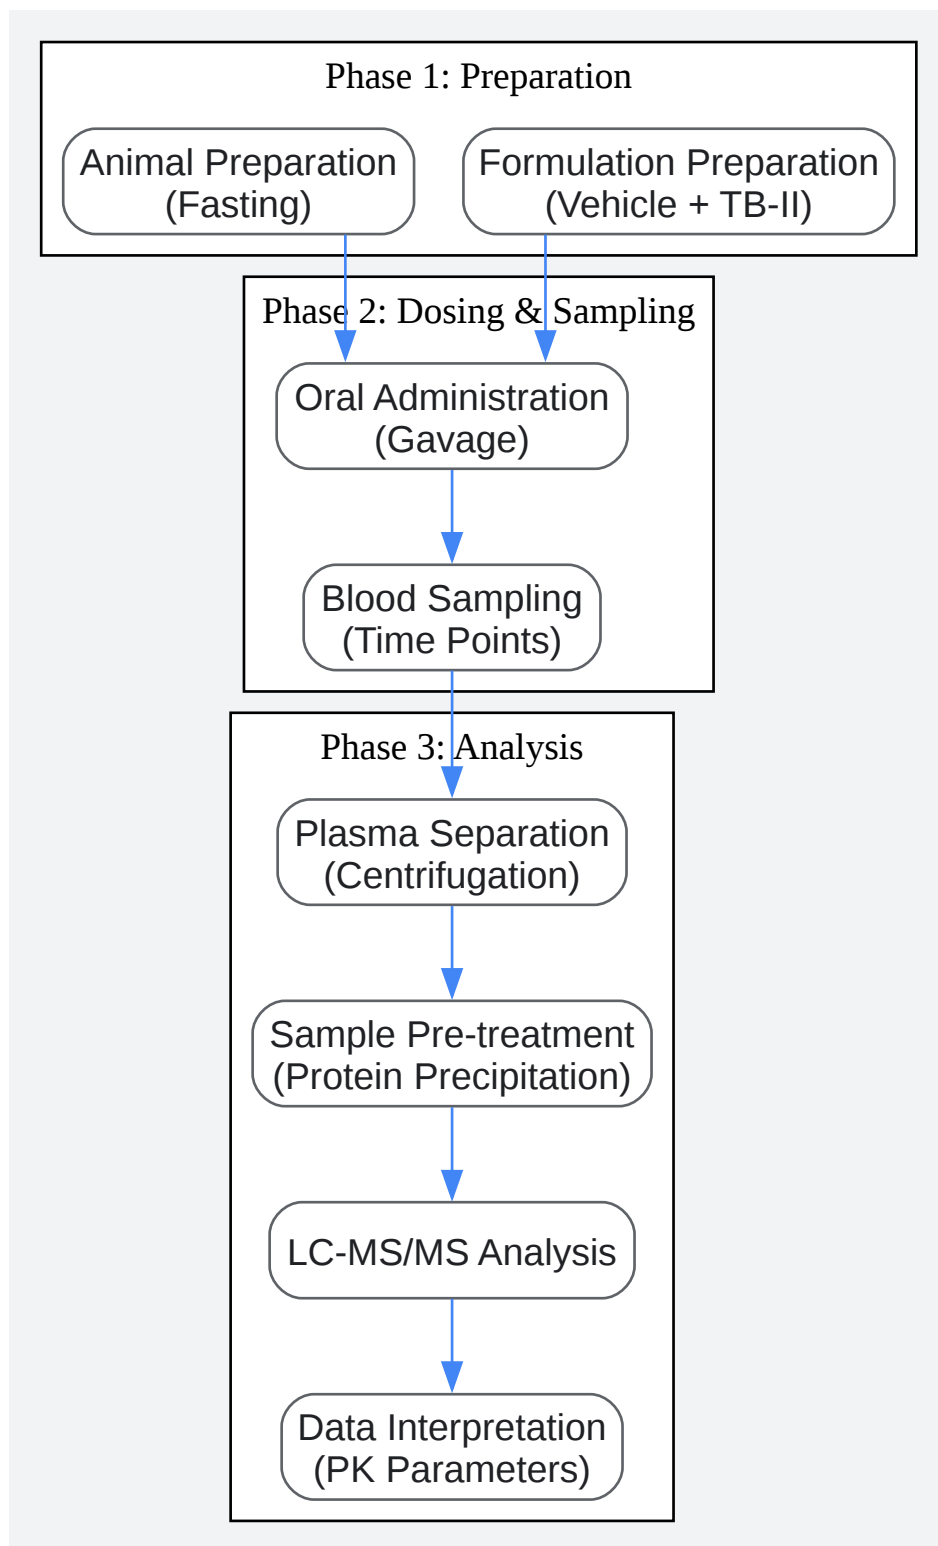 Phase 1: Preparation
Animal Preparation
(Fasting)
Formulation Preparation
(Vehicle + TB-II)
Phase 2: Dosing & Sampling
Oral Administration
(Gavage)
Blood Sampling
(Time Points)
Phase 3: Analysis
Plasma Separation
(Centrifugation)
Sample Pre-treatment
(Protein Precipitation)
LC-MS/MS Analysis
Data Interpretation
(PK Parameters)